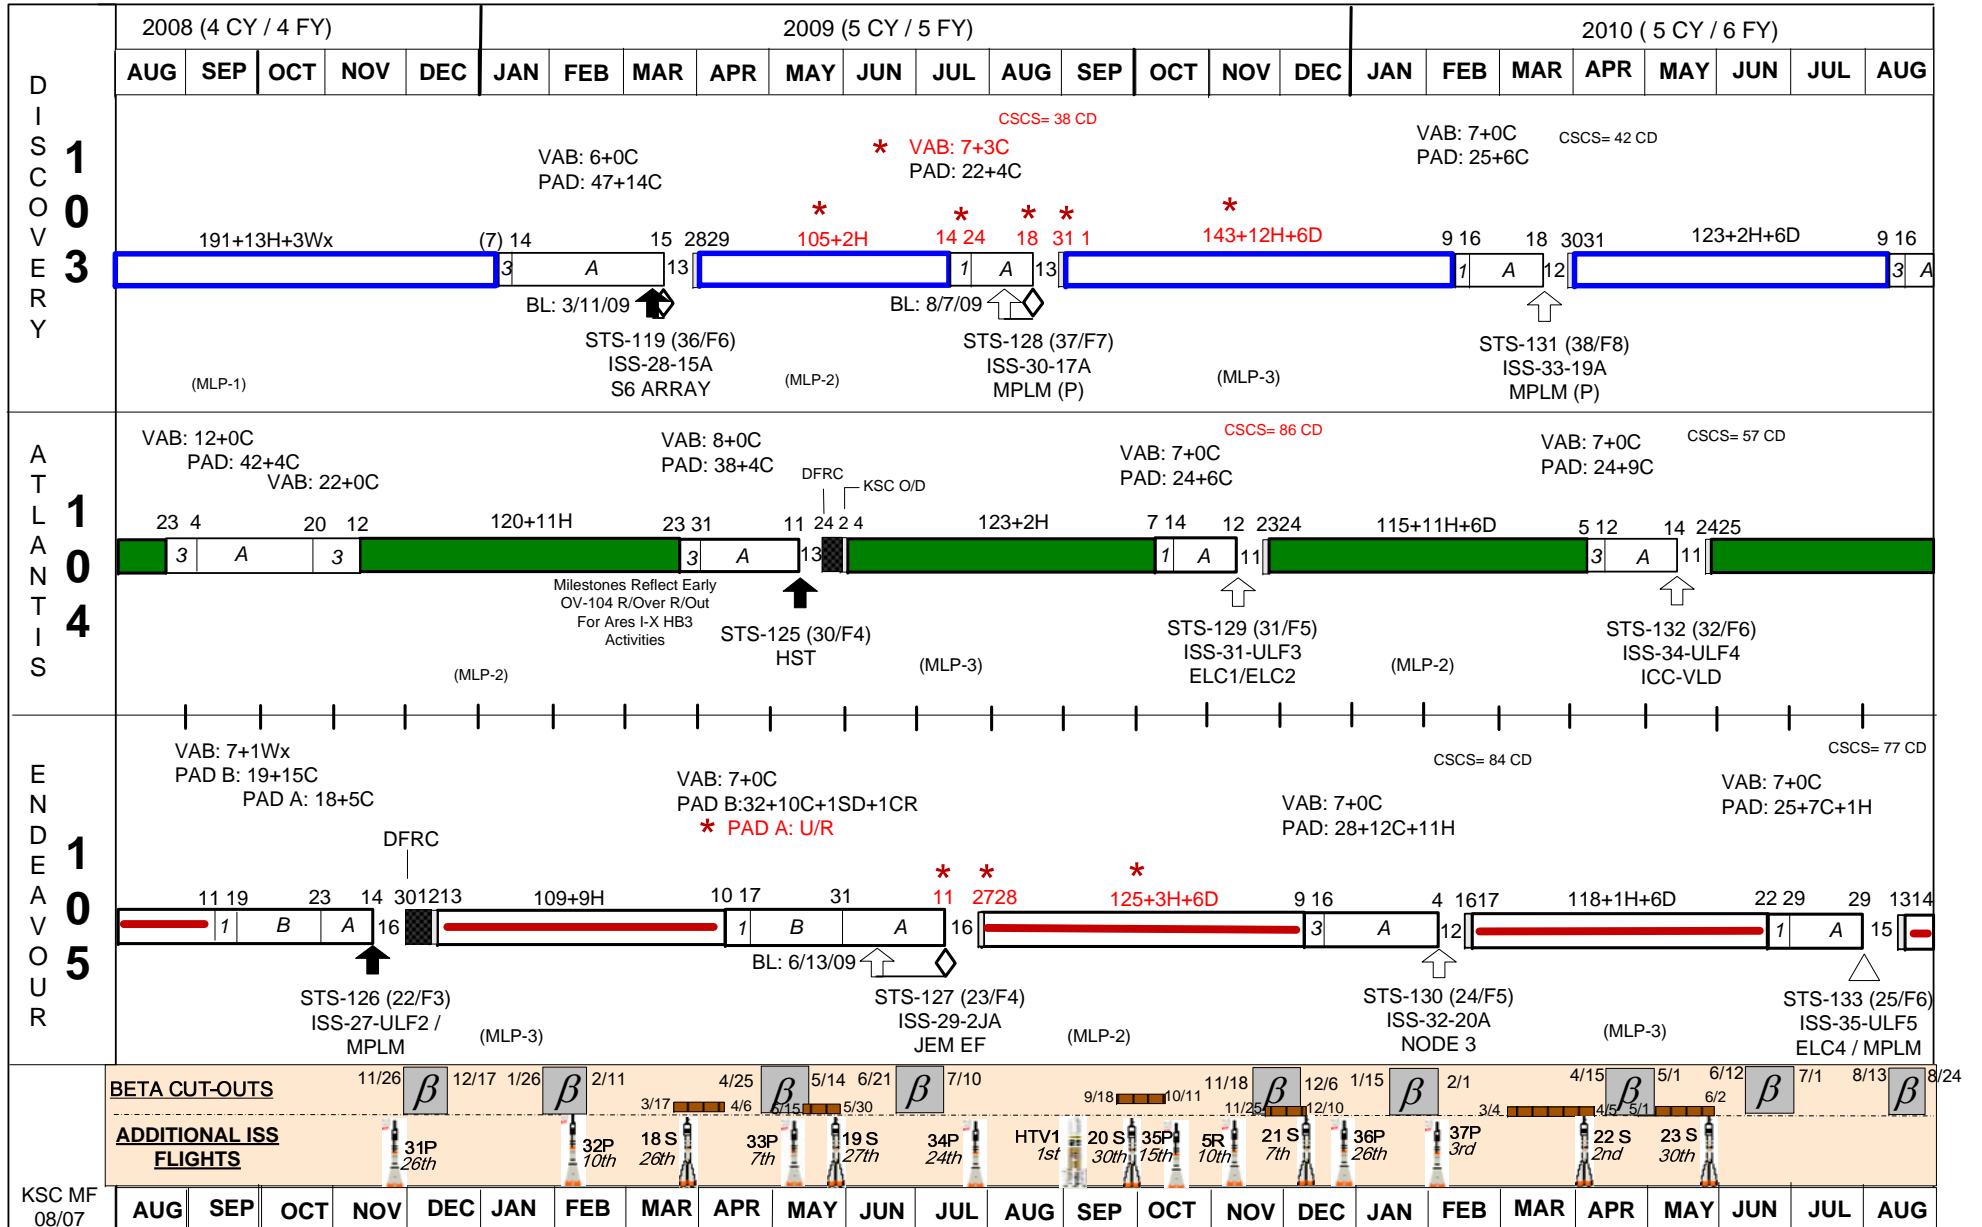 2008 (4 CY / 4 FY) 2009 (5 CY / 5 FY) 2010 ( 5 CY / 6 FY)
AUG SEP OCT NOV DEC JAN FEB MAR APR MAY JUN JUL AUG SEP OCT NOV DEC JAN FEB MAR APR MAY JUN JUL AUG
DISCOVERY
103
CSCS= 38 CD
VAB: 6+0C
PAD: 47+14C
* VAB: 7+3C
PAD: 22+4C
VAB: 7+0C
PAD: 25+6C
CSCS= 42 CD
* * * * *
191+13H+3Wx (7) 14 15 2829 105+2H 14 24 18 31 1 143+12H+6D 9 16 18 3031 123+2H+6D 9 16
3 A 13 1 A 13 1 A 12 3 A
BL: 3/11/09
BL: 8/7/09
STS-119 (36/F6)
ISS-28-15A
S6 ARRAY
STS-128 (37/F7)
ISS-30-17A
MPLM (P)
STS-131 (38/F8)
ISS-33-19A
MPLM (P)
(MLP-1) (MLP-2) (MLP-3)
ATLANTIS
104
VAB: 12+0C
PAD: 42+4C
VAB: 22+0C
VAB: 8+0C
PAD: 38+4C
DFRC
KSC O/D
CSCS= 86 CD
VAB: 7+0C
PAD: 24+6C
VAB: 7+0C
PAD: 24+9C
CSCS= 57 CD
23 4 20 12 120+11H 23 31 11 24 2 4 123+2H 7 14 12 2324 115+11H+6D 5 12 14 2425
3 A 3 3 A 13 1 A 11 3 A 11
Milestones Reflect Early
OV-104 R/Over R/Out
For Ares I-X HB3
Activities
STS-125 (30/F4)
HST
STS-129 (31/F5)
ISS-31-ULF3
ELC1/ELC2
STS-132 (32/F6)
ISS-34-ULF4
ICC-VLD
(MLP-2) (MLP-3) (MLP-2)
ENDEAVOUR
105
VAB: 7+1Wx
PAD B: 19+15C
PAD A: 18+5C
DFRC
VAB: 7+0C
PAD B:32+10C+1SD+1CR
* PAD A: U/R
CSCS= 84 CD
VAB: 7+0C
PAD: 28+12C+11H
CSCS= 77 CD
VAB: 7+0C
PAD: 25+7C+1H
* * *
11 19 23 14 301213 109+9H 10 17 31 11 2728 125+3H+6D 9 16 4 1617 118+1H+6D 22 29 29 1314
1 B A 16 1 B A 16 3 A 12 1 A 15
BL: 6/13/09
STS-126 (22/F3)
ISS-27-ULF2 /
MPLM
STS-127 (23/F4)
ISS-29-2JA
JEM EF
STS-130 (24/F5)
ISS-32-20A
NODE 3
STS-133 (25/F6)
ISS-35-ULF5
ELC4 / MPLM
(MLP-3) (MLP-2) (MLP-3)
BETA CUT-OUTS
11/26 β 12/17 1/26 β 2/11 4/25 β 5/14 6/21 β 7/10 11/18 β 12/6 1/15 β 2/1 4/15 β 5/1 6/12 β 7/1 8/13 β 8/24
3/17 4/6 5/15 5/30 9/18 10/11 11/25 12/10 3/4 4/5 5/1 6/2
ADDITIONAL ISS
FLIGHTS
31P
26th
32P
10th
18 S
26th
33P
7th
19 S
27th
34P
24th
HTV1
1st
20 S
30th
35P
15th
5R
10th
21 S
7th
36P
26th
37P
3rd
22 S
2nd
23 S
30th
KSC MF
08/07
AUG SEP OCT NOV DEC JAN FEB MAR APR MAY JUN JUL AUG SEP OCT NOV DEC JAN FEB MAR APR MAY JUN JUL AUG